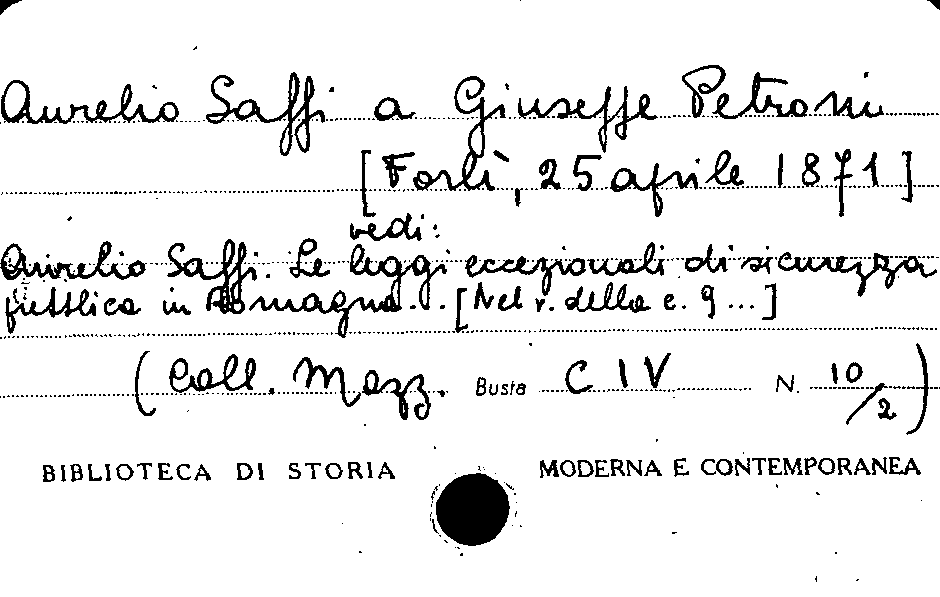 Aurelio Saffi a Giuseppe Petroni
[Forlì, 25 aprile 1871]
vedi:
Aurelio Saffi. Le leggi eccezionali di sicurezza
pubblica in Romagna... [Nel r. della c. 9 ...]
(Coll. Mazz. Busta C IV N. 10/2)
BIBLIOTECA DI STORIA MODERNA E CONTEMPORANEA